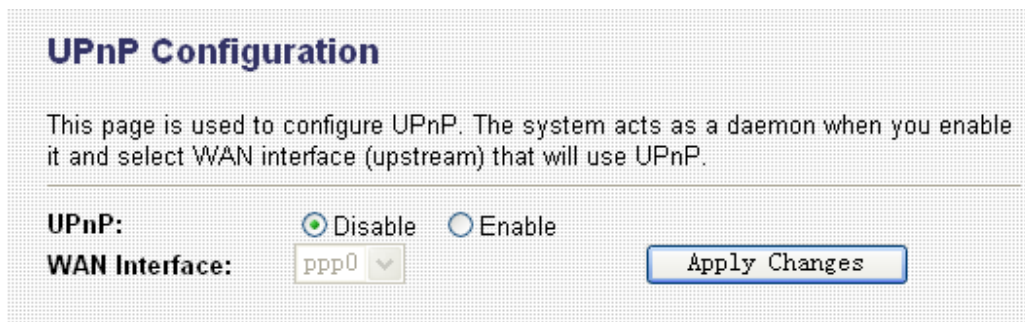 UPnP Configuration
This page is used to configure UPnP. The system acts as a daemon when you enable
it and select WAN interface (upstream) that will use UPnP.
UPnP: Disable Enable
WAN Interface: ppp0 Apply Changes